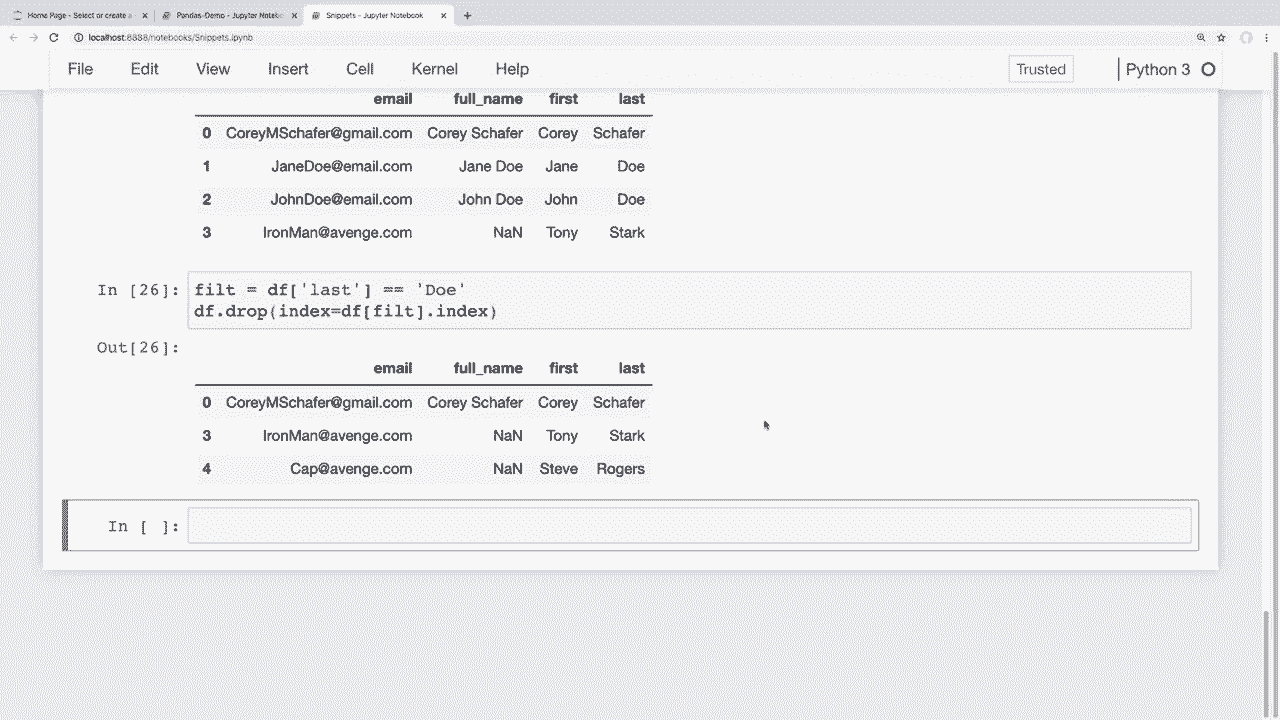 Home Page - Select or create a
Pandas-Demo - Jupyter Notebo
Snippets - Jupyter Notebook
localhost:8888/notebooks/Snippets.ipynb
File Edit View Insert Cell Kernel Help Trusted Python 3
email full_name first last
0 CoreyMSchafer@gmail.com Corey Schafer Corey Schafer
1 JaneDoe@email.com Jane Doe Jane Doe
2 JohnDoe@email.com John Doe John Doe
3 IronMan@avenge.com NaN Tony Stark
In [26]: filt = df['last'] == 'Doe'
df.drop(index=df[filt].index)
Out[26]:
email full_name first last
0 CoreyMSchafer@gmail.com Corey Schafer Corey Schafer
3 IronMan@avenge.com NaN Tony Stark
4 Cap@avenge.com NaN Steve Rogers
In [ ]: